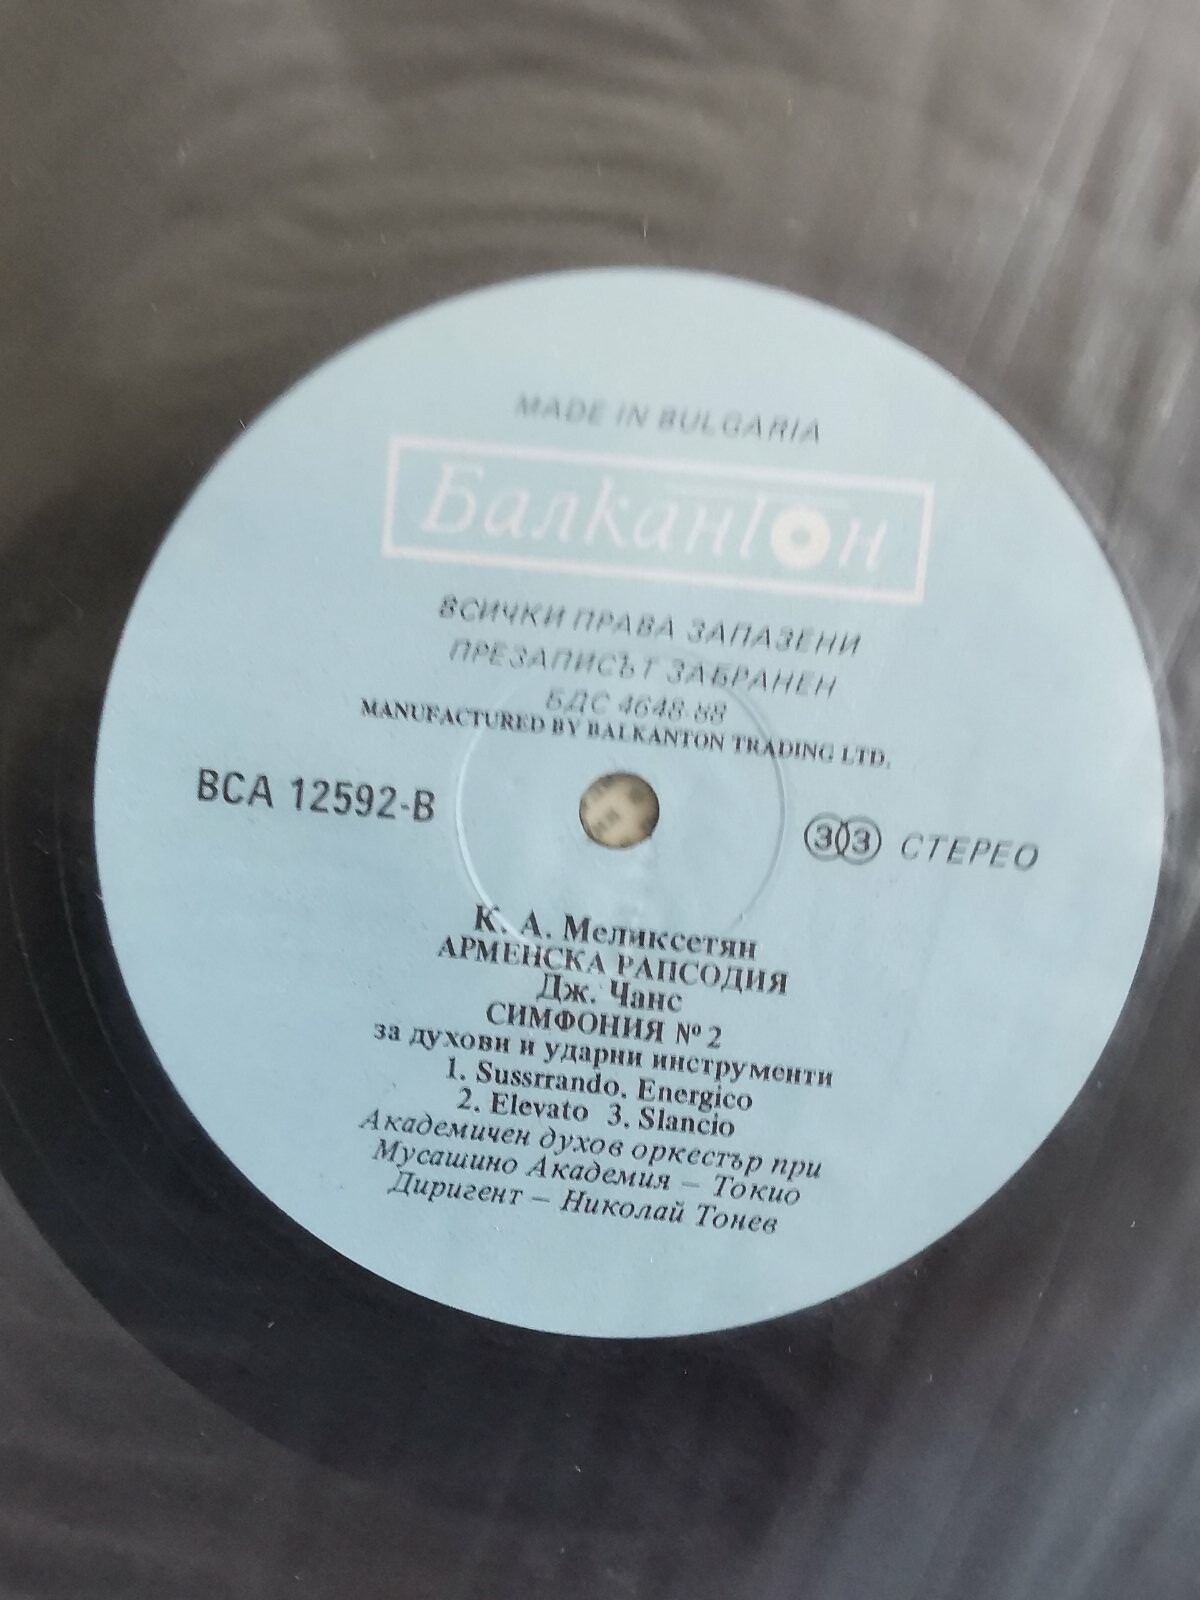 MADE IN BULGARIA
Балкантон
ВСИЧКИ ПРАВА ЗАПАЗЕНИ
ПРЕЗАПИСЪТ ЗАБРАНЕН
БДС 4648-88
MANUFACTURED BY BALKANTON TRADING LTD.
ВСА 12592-В
33 СТЕРЕО
К. А. Меликсетян
АРМЕНСКА РАПСОДИЯ
Дж. Чанс
СИМФОНИЯ № 2
за духови и ударни инструменти
1. Sussrrando. Energico
2. Elevato 3. Slancio
Академичен духов оркестър при
Мусашино Академия – Токио
Диригент – Николай Тонев